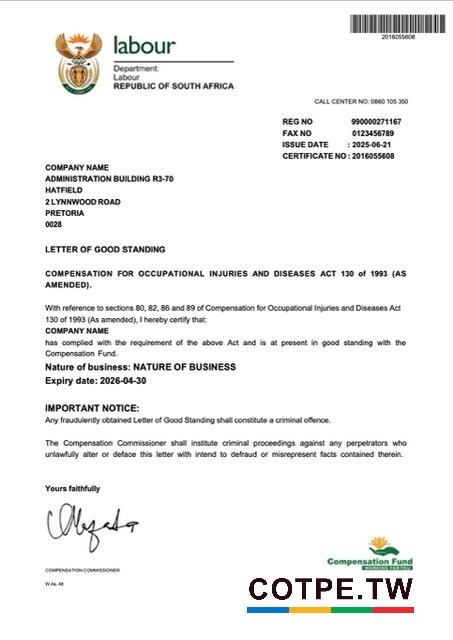 2016055608
labour
Department:
Labour
REPUBLIC OF SOUTH AFRICA
CALL CENTER NO: 0860 105 350
REG NO 990000271167
FAX NO 0123456789
ISSUE DATE : 2025-06-21
CERTIFICATE NO : 2016055608
COMPANY NAME
ADMINISTRATION BUILDING R3-70
HATFIELD
2 LYNNWOOD ROAD
PRETORIA
0028
LETTER OF GOOD STANDING
COMPENSATION FOR OCCUPATIONAL INJURIES AND DISEASES ACT 130 of 1993 (AS
AMENDED).
With reference to sections 80, 82, 86 and 89 of Compensation for Occupational Injuries and Diseases Act
130 of 1993 (As amended), I hereby certify that:
COMPANY NAME
has complied with the requirement of the above Act and is at present in good standing with the
Compensation Fund.
Nature of business: NATURE OF BUSINESS
Expiry date: 2026-04-30
IMPORTANT NOTICE:
Any fraudulently obtained Letter of Good Standing shall constitute a criminal offence.
The Compensation Commissioner shall institute criminal proceedings against any perpetrators who
unlawfully alter or deface this letter with intend to defraud or misrepresent facts contained therein.
Yours faithfully
COMPENSATION COMMISSIONER
W.As. 48
Compensation Fund
WORKING FOR YOU
COTPE.TW